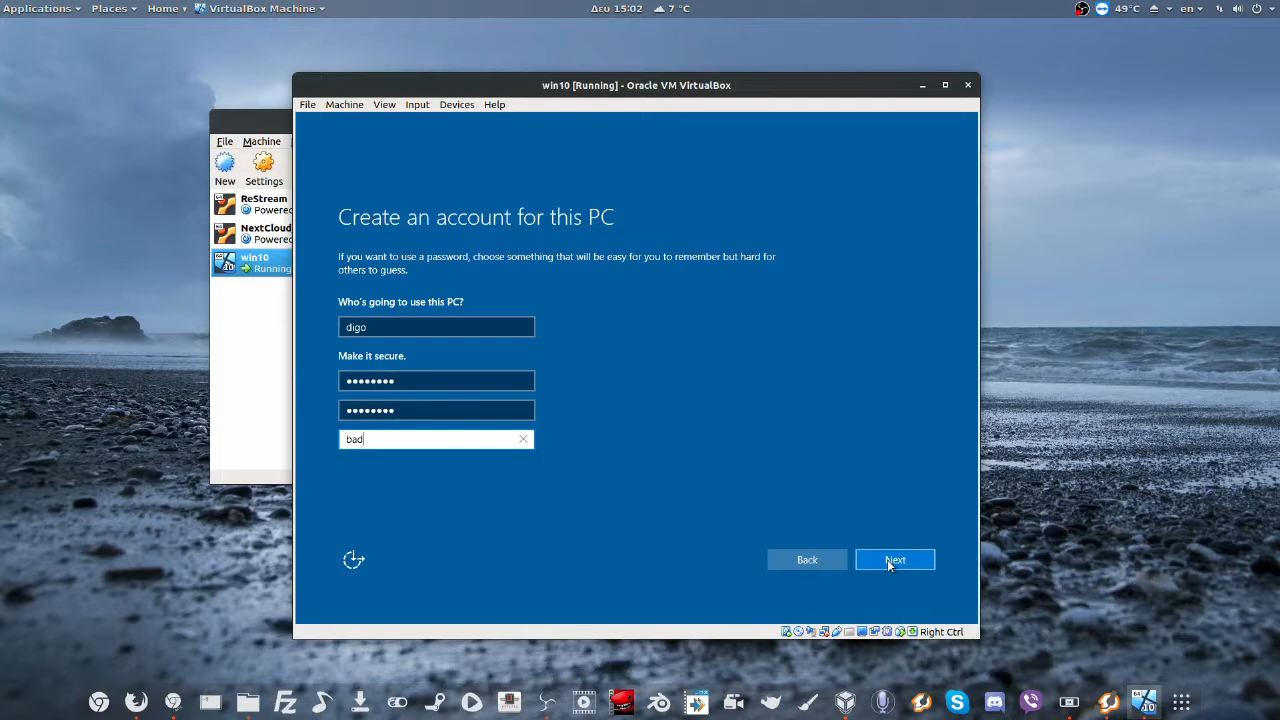 Applications Places Home VirtualBox Machine Δευ 15:02 7 °C 49°C en
win10 [Running] - Oracle VM VirtualBox
File Machine View Input Devices Help
File Machine
New Settings
ReStream
Powered
NextCloud
Powered
win10
Running
Create an account for this PC
If you want to use a password, choose something that will be easy for you to remember but hard for
others to guess.
Who's going to use this PC?
digo
Make it secure.
••••••••
••••••••
bad
Back Next
Right Ctrl